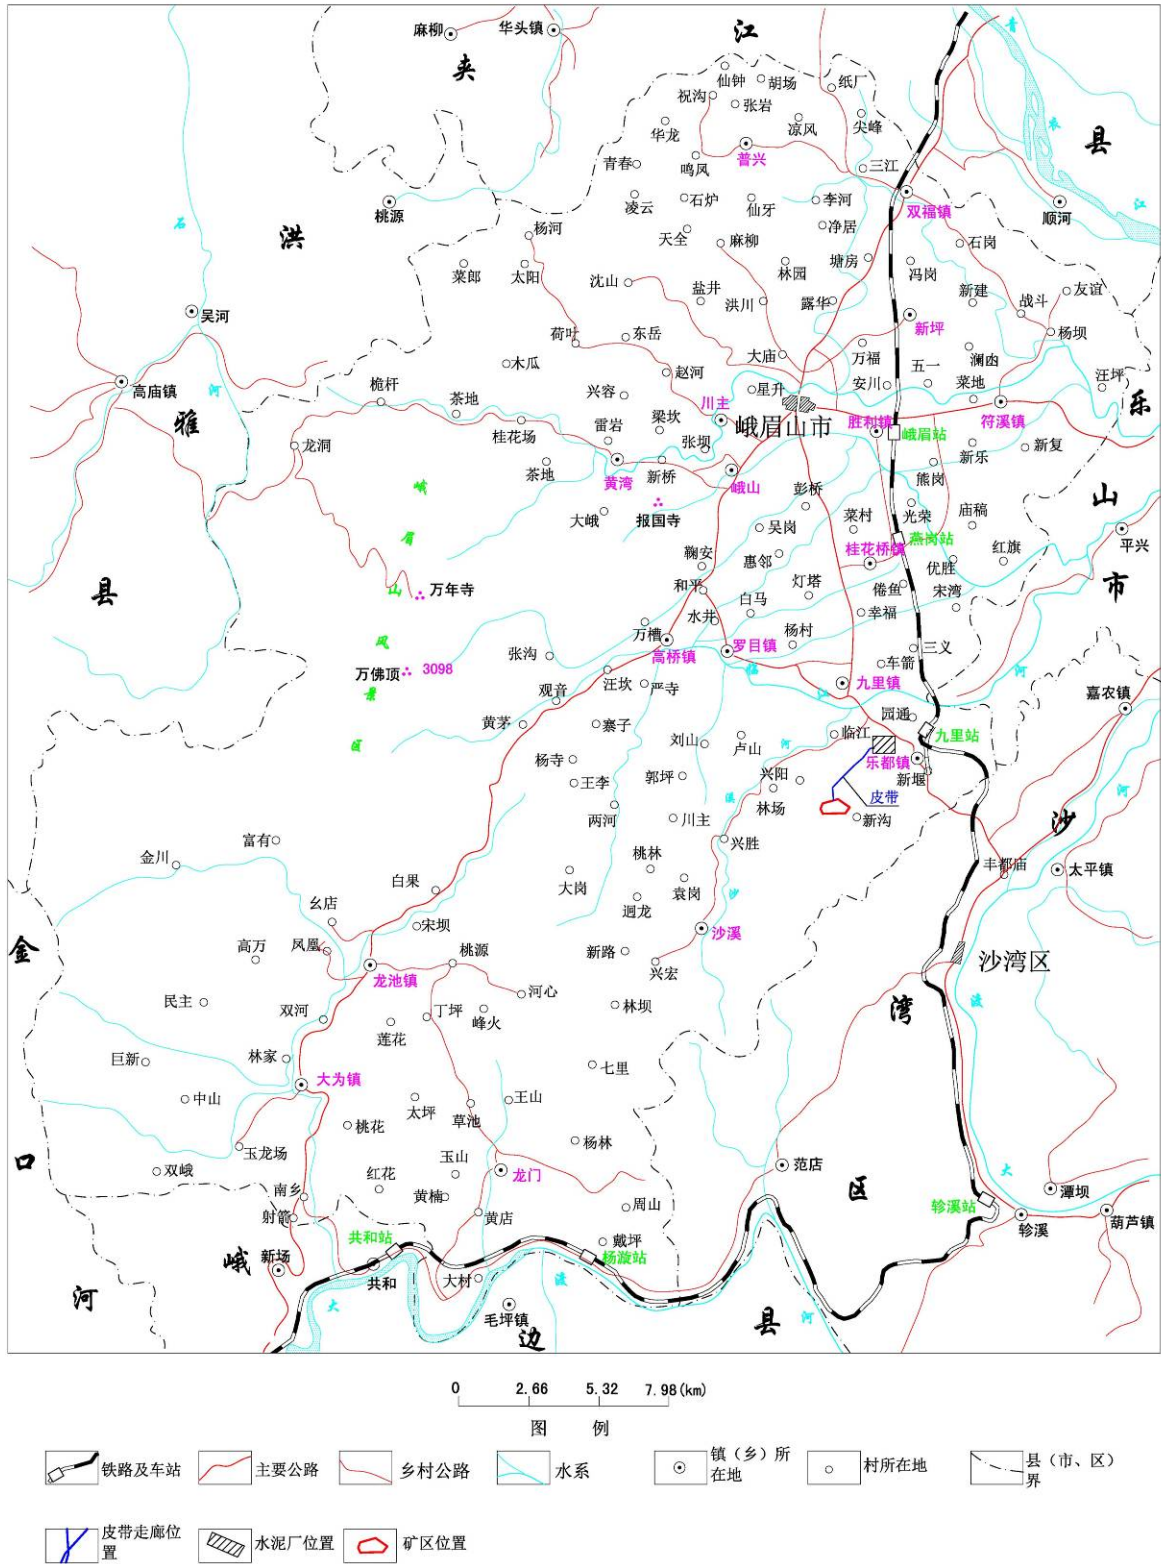 麻柳
华头镇
江
夹
仙钟
胡场
纸厂
青
祝沟
张岩
衣
华龙
凉风
尖峰
县
普兴
青春
鸣凤
三江
桃源
凌云
石炉
仙牙
李河
双福镇
顺河
江
石
洪
杨河
天全
麻柳
净居
石岗
菜郎
太阳
林园
塘房
冯岗
沈山
盐井
洪川
露华
新建
战斗
友谊
吴河
新坪
山
荷叶
东岳
杨坝
大庙
万福
五一
澜凼
高庙镇
河
木瓜
赵河
安川
菜地
汪坪
桅杆
茶地
兴容
星升
乐
雅
川主
梁坎
峨眉山市
胜利镇
峨眉站
符溪镇
龙洞
桂花场
雷岩
张坝
新乐
新复
茶地
黄湾
新桥
峨山
熊岗
峨
彭桥
山
大峨
报国寺
吴岗
菜村
光荣
庙稿
眉
桂花桥镇
燕岗站
平兴
鞠安
惠邻
优胜
红旗
县
山
万年寺
和平
灯塔
倦鱼
宋湾
市
白马
风
万槽
水井
杨村
幸福
张沟
高桥镇
罗目镇
三义
万佛顶
3098
临
车箭
河
景
观音
汪坎
严寺
江
九里镇
嘉农镇
黄茅
寨子
园通
区
刘山
卢山
河
临江
九里站
杨寺
乐都镇
王李
郭坪
兴阳
新堰
河
皮带
两河
川主
林场
新沟
沙
富有
兴胜
金川
桃林
丰都庙
太平镇
白果
大岗
袁岗
沙
幺店
迥龙
宋坝
金
高万
凤凰
新路
沙溪
龙池镇
桃源
兴宏
沙湾区
民主
双河
河心
林坝
湾
丁坪
峰火
莲花
巨新
林家
七里
大为镇
中山
太坪
王山
桃花
草池
玉龙场
杨林
口
双峨
玉山
龙门
范店
大
红花
区
潭坝
南乡
黄楠
周山
轸溪站
射箭
黄店
轸溪
葫芦镇
共和站
戴坪
峨
新场
杨漩站
共和
大村
渡
河
大
毛坪镇
边
县
河
0 2.66 5.32 7.98(km)
图 例
铁路及车站
主要公路
乡村公路
水系
镇（乡）所
在地
村所在地
县（市、区）
界
皮带走廊位
置
水泥厂位置
矿区位置